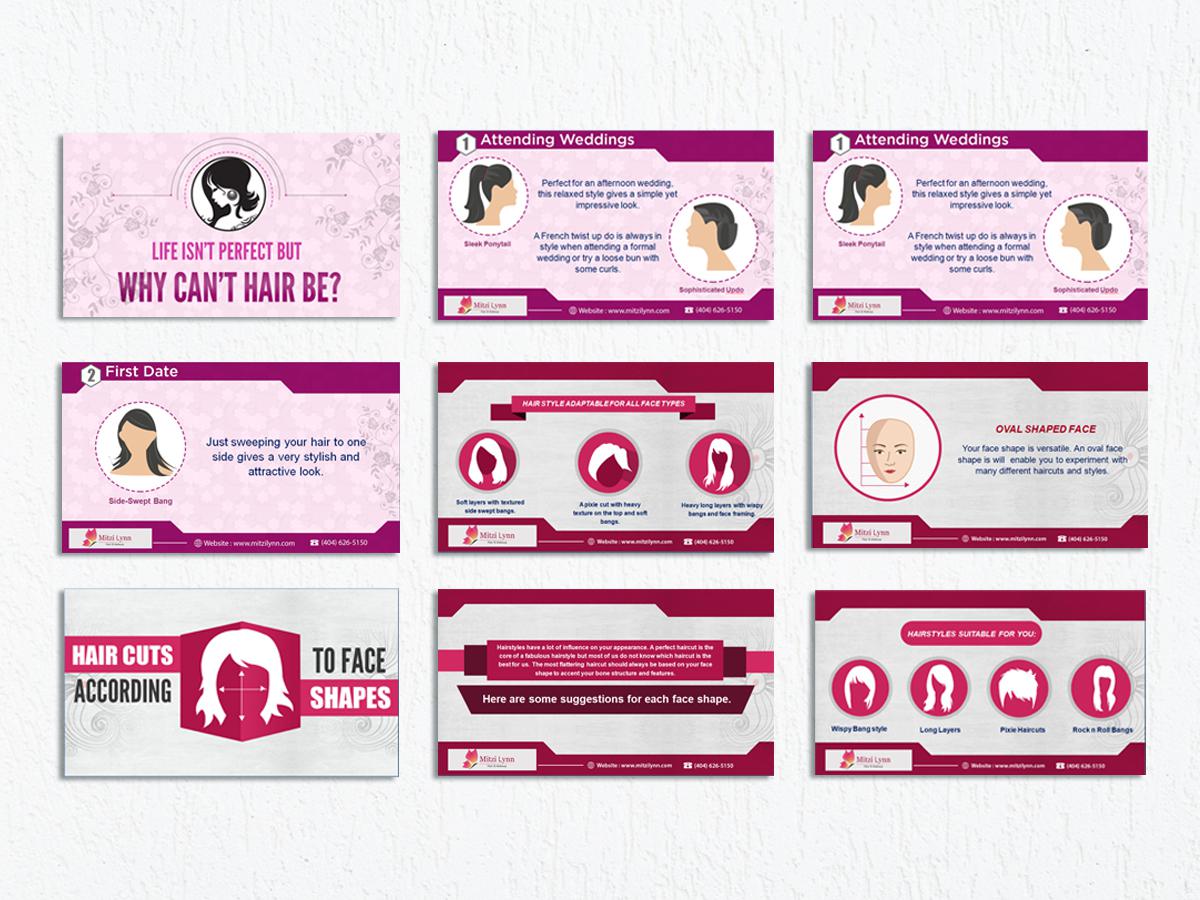 LIFE ISN'T PERFECT BUT
WHY CAN'T HAIR BE?
1 Attending Weddings
Perfect for an afternoon wedding,
this relaxed style gives a simple yet
impressive look.
Sleek Ponytail
A French twist up do is always in
style when attending a formal
wedding or try a loose bun with
some curls.
Sophisticated Updo
Mitzi Lynn
Hair & Makeup
Website : www.mitzilynn.com
(404) 626-5150
1 Attending Weddings
Perfect for an afternoon wedding,
this relaxed style gives a simple yet
impressive look.
Sleek Ponytail
A French twist up do is always in
style when attending a formal
wedding or try a loose bun with
some curls.
Sophisticated Updo
Mitzi Lynn
Hair & Makeup
Website : www.mitzilynn.com
(404) 626-5150
2 First Date
Just sweeping your hair to one
side gives a very stylish and
attractive look.
Side-Swept Bang
Mitzi Lynn
Hair & Makeup
Website : www.mitzilynn.com
(404) 626-5150
HAIR STYLE ADAPTABLE FOR ALL FACE TYPES
Soft layers with textured
side swept bangs.
A pixie cut with heavy
texture on the top and soft
bangs.
Heavy long layers with wispy
bangs and face framing.
Mitzi Lynn
Hair & Makeup
Website : www.mitzilynn.com
(404) 626-5150
OVAL SHAPED FACE
Your face shape is versatile. An oval face
shape is will enable you to experiment with
many different haircuts and styles.
Mitzi Lynn
Hair & Makeup
Website : www.mitzilynn.com
(404) 626-5150
HAIR CUTS
ACCORDING
TO FACE
SHAPES
Hairstyles have a lot of influence on your appearance. A perfect haircut is the
core of a fabulous hairstyle but most of us do not know which haircut is the
best for us. The most flattering haircut should always be based on your face
shape to accent your bone structure and features.
Here are some suggestions for each face shape.
Mitzi Lynn
Hair & Makeup
Website : www.mitzilynn.com
(404) 626-5150
HAIRSTYLES SUITABLE FOR YOU:
Wispy Bang style
Long Layers
Pixie Haircuts
Rock n Roll Bangs
Mitzi Lynn
Hair & Makeup
Website : www.mitzilynn.com
(404) 626-5150